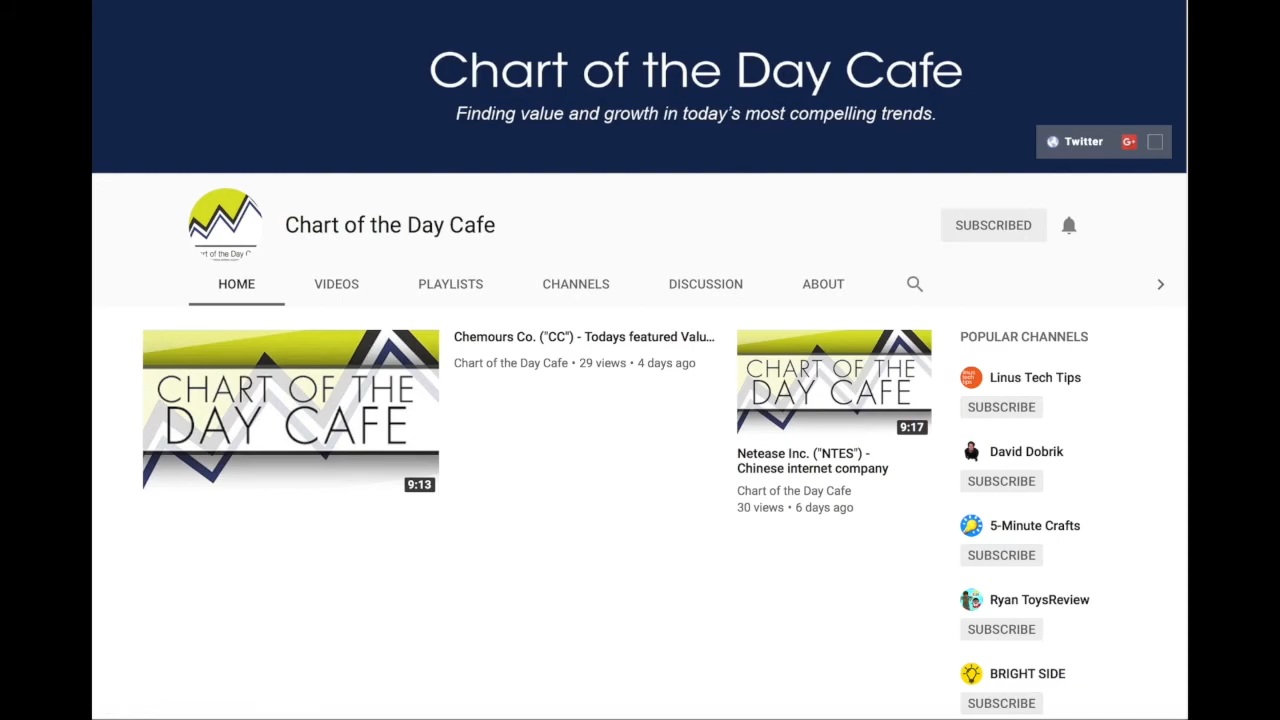 Chart of the Day Cafe
Finding value and growth in today's most compelling trends.
Twitter
G+
Chart of the Day Cafe
SUBSCRIBED
HOME
VIDEOS
PLAYLISTS
CHANNELS
DISCUSSION
ABOUT
CHART OF THE
DAY CAFE
9:13
Chemours Co. ("CC") - Todays featured Valu...
Chart of the Day Cafe • 29 views • 4 days ago
CHART OF THE
DAY CAFE
9:17
Netease Inc. ("NTES") -
Chinese internet company
Chart of the Day Cafe
30 views • 6 days ago
POPULAR CHANNELS
Linus Tech Tips
SUBSCRIBE
David Dobrik
SUBSCRIBE
5-Minute Crafts
SUBSCRIBE
Ryan ToysReview
SUBSCRIBE
BRIGHT SIDE
SUBSCRIBE